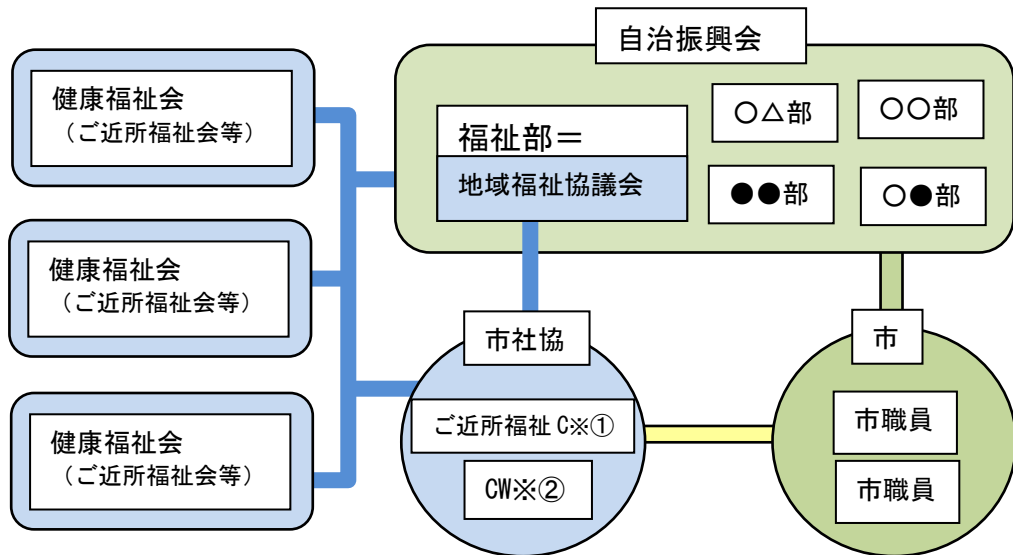 自治振興会
健康福祉会
（ご近所福祉会等）
福祉部＝
地域福祉協議会
○△部
○○部
●●部
○●部
健康福祉会
（ご近所福祉会等）
市社協
市
ご近所福祉C※①
CW※②
市職員
市職員
健康福祉会
（ご近所福祉会等）